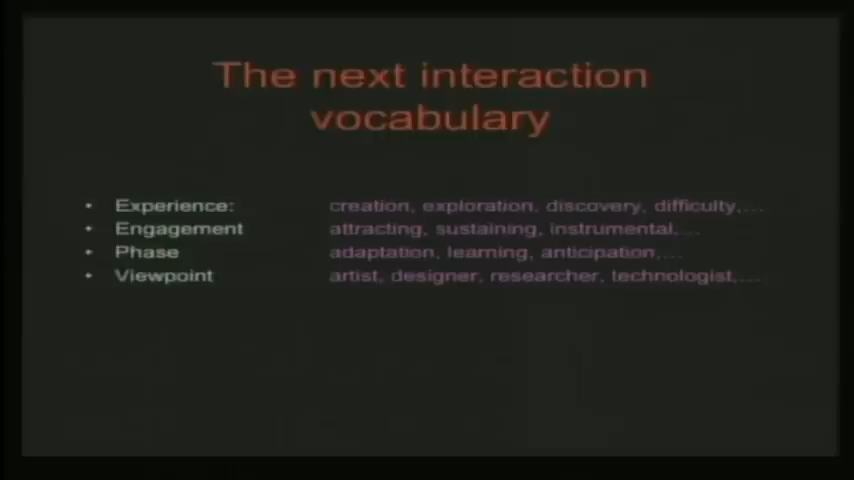 The next interaction
vocabulary
• Experience: creation, exploration, discovery, difficulty,...
• Engagement attracting, sustaining, instrumental,...
• Phase adaptation, learning, anticipation,...
• Viewpoint artist, designer, researcher, technologist,...